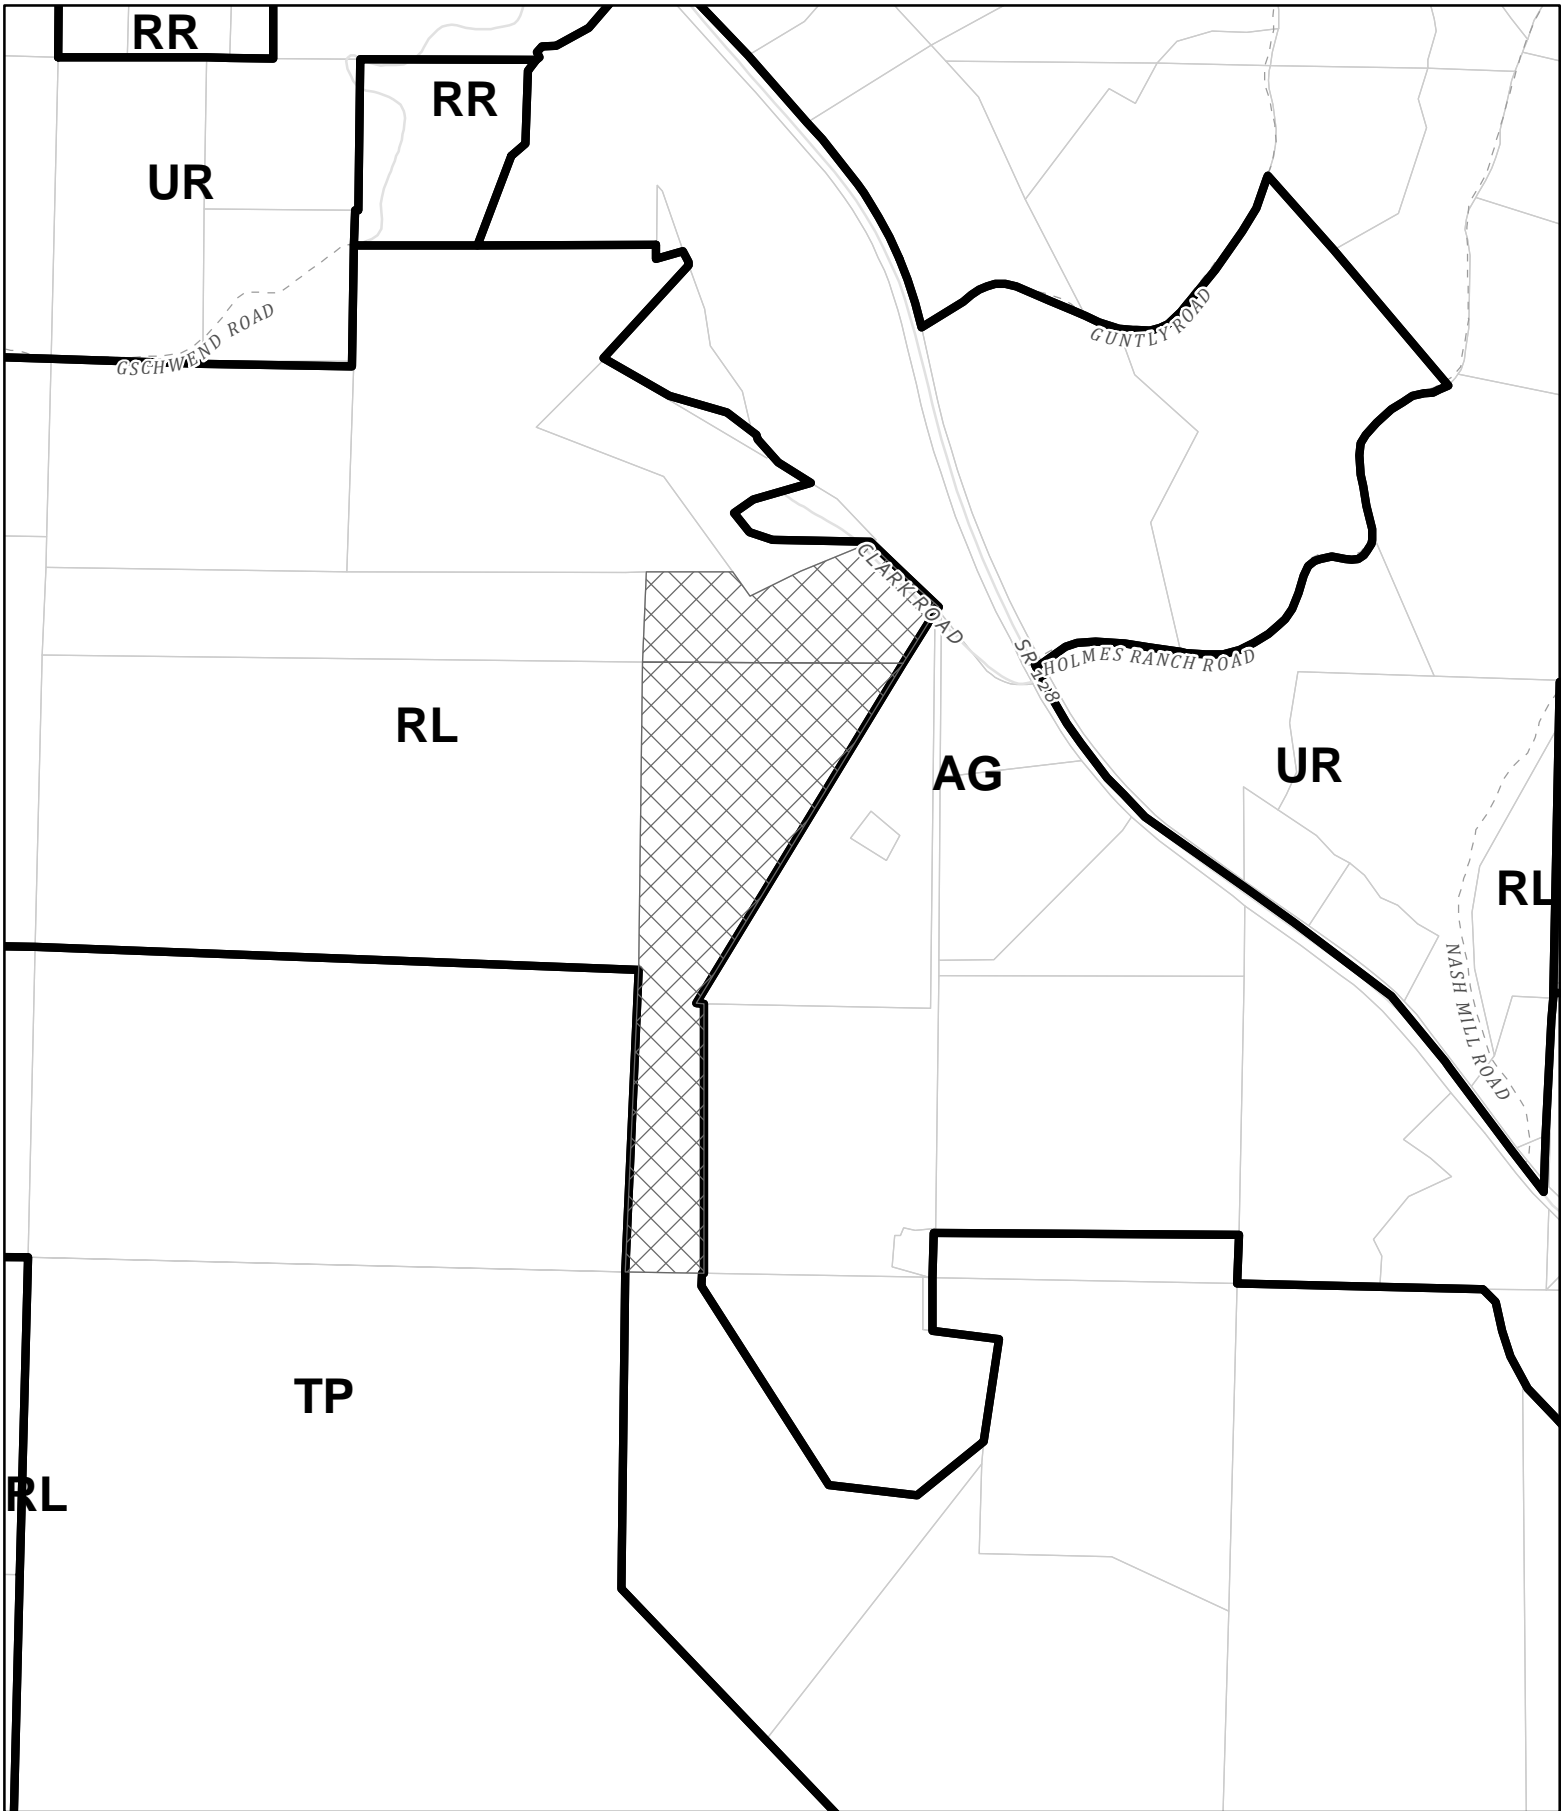 RR
RR
UR
GSCHWEND ROAD
GUNTLY ROAD
CLARK ROAD
SR 128
HOLMES RANCH ROAD
RL
AG
UR
RL
NASH MILL ROAD
TP
RL